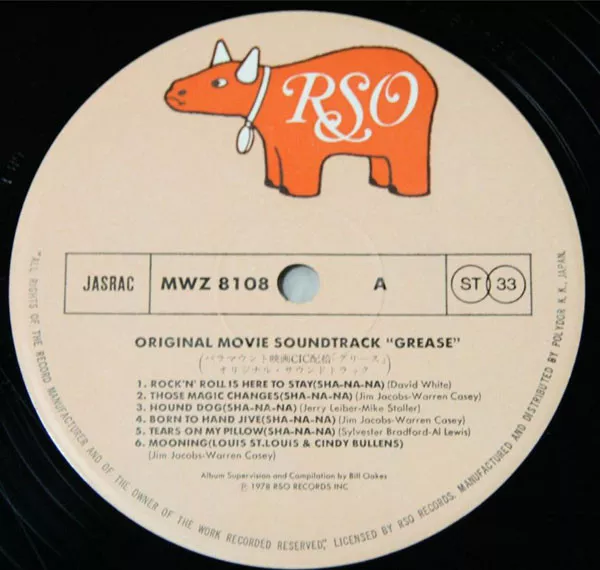 RSO
JASRAC MWZ 8108 A ST 33
ORIGINAL MOVIE SOUNDTRACK "GREASE"
(パラマウント映画CIC配給「グリース」
オリジナル・サウンドトラック)
1. ROCK'N' ROLL IS HERE TO STAY(SHA-NA-NA) (David White)
2. THOSE MAGIC CHANGES(SHA-NA-NA) (Jim Jacobs-Warren Casey)
3. HOUND DOG(SHA-NA-NA) (Jerry Leiber-Mike Staller)
4. BORN TO HAND JIVE(SHA-NA-NA) (Jim Jacobs-Warren Casey)
5. TEARS ON MY PILLOW(SHA-NA-NA) (Sylvester Bradford-Al Lewis)
6. MOONING(LOUIS ST.LOUIS & CINDY BULLENS)
(Jim Jacobs-Warren Casey)
Album Supervision and Compilation by Bill Oakes
Ⓟ 1978 RSO RECORDS INC
"ALL RIGHTS OF THE RECORD MANUFACTURER AND OF THE OWNER OF THE WORK RECORDED RESERVED," LICENSED BY RSO RECORDS. MANUFACTURED AND DISTRIBUTED BY POLYDOR K. K., JAPAN.